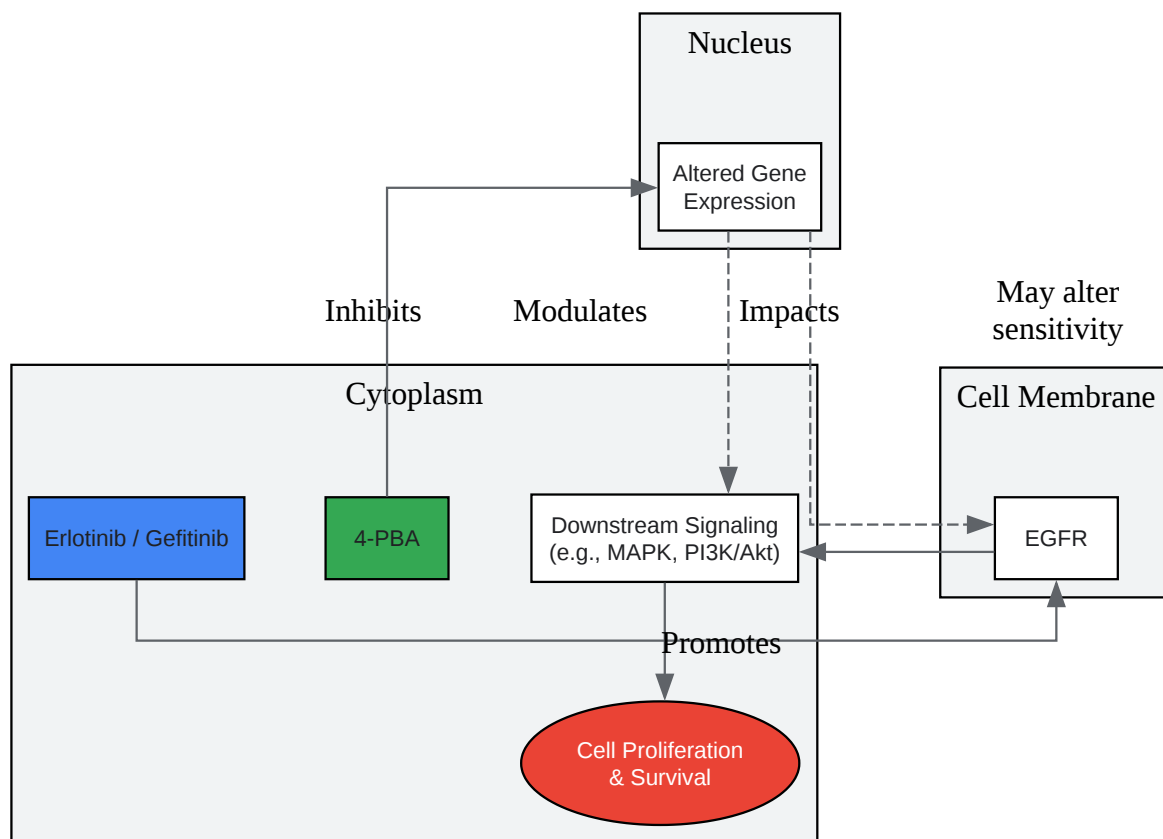 Nucleus
Altered Gene
Expression
Inhibits
Modulates
Impacts
May alter
sensitivity
Cytoplasm
Cell Membrane
Erlotinib / Gefitinib
4-PBA
Downstream Signaling
(e.g., MAPK, PI3K/Akt)
EGFR
Promotes
Cell Proliferation
& Survival